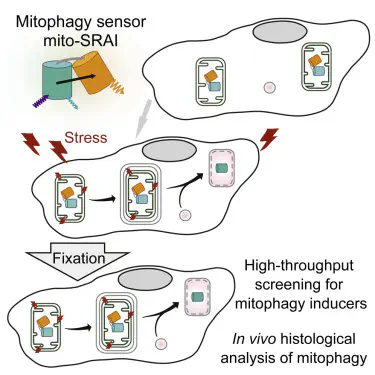 Mitophagy sensor
mito-SRAI
Stress
Fixation
High-throughput
screening for
mitophagy inducers
In vivo histological
analysis of mitophagy